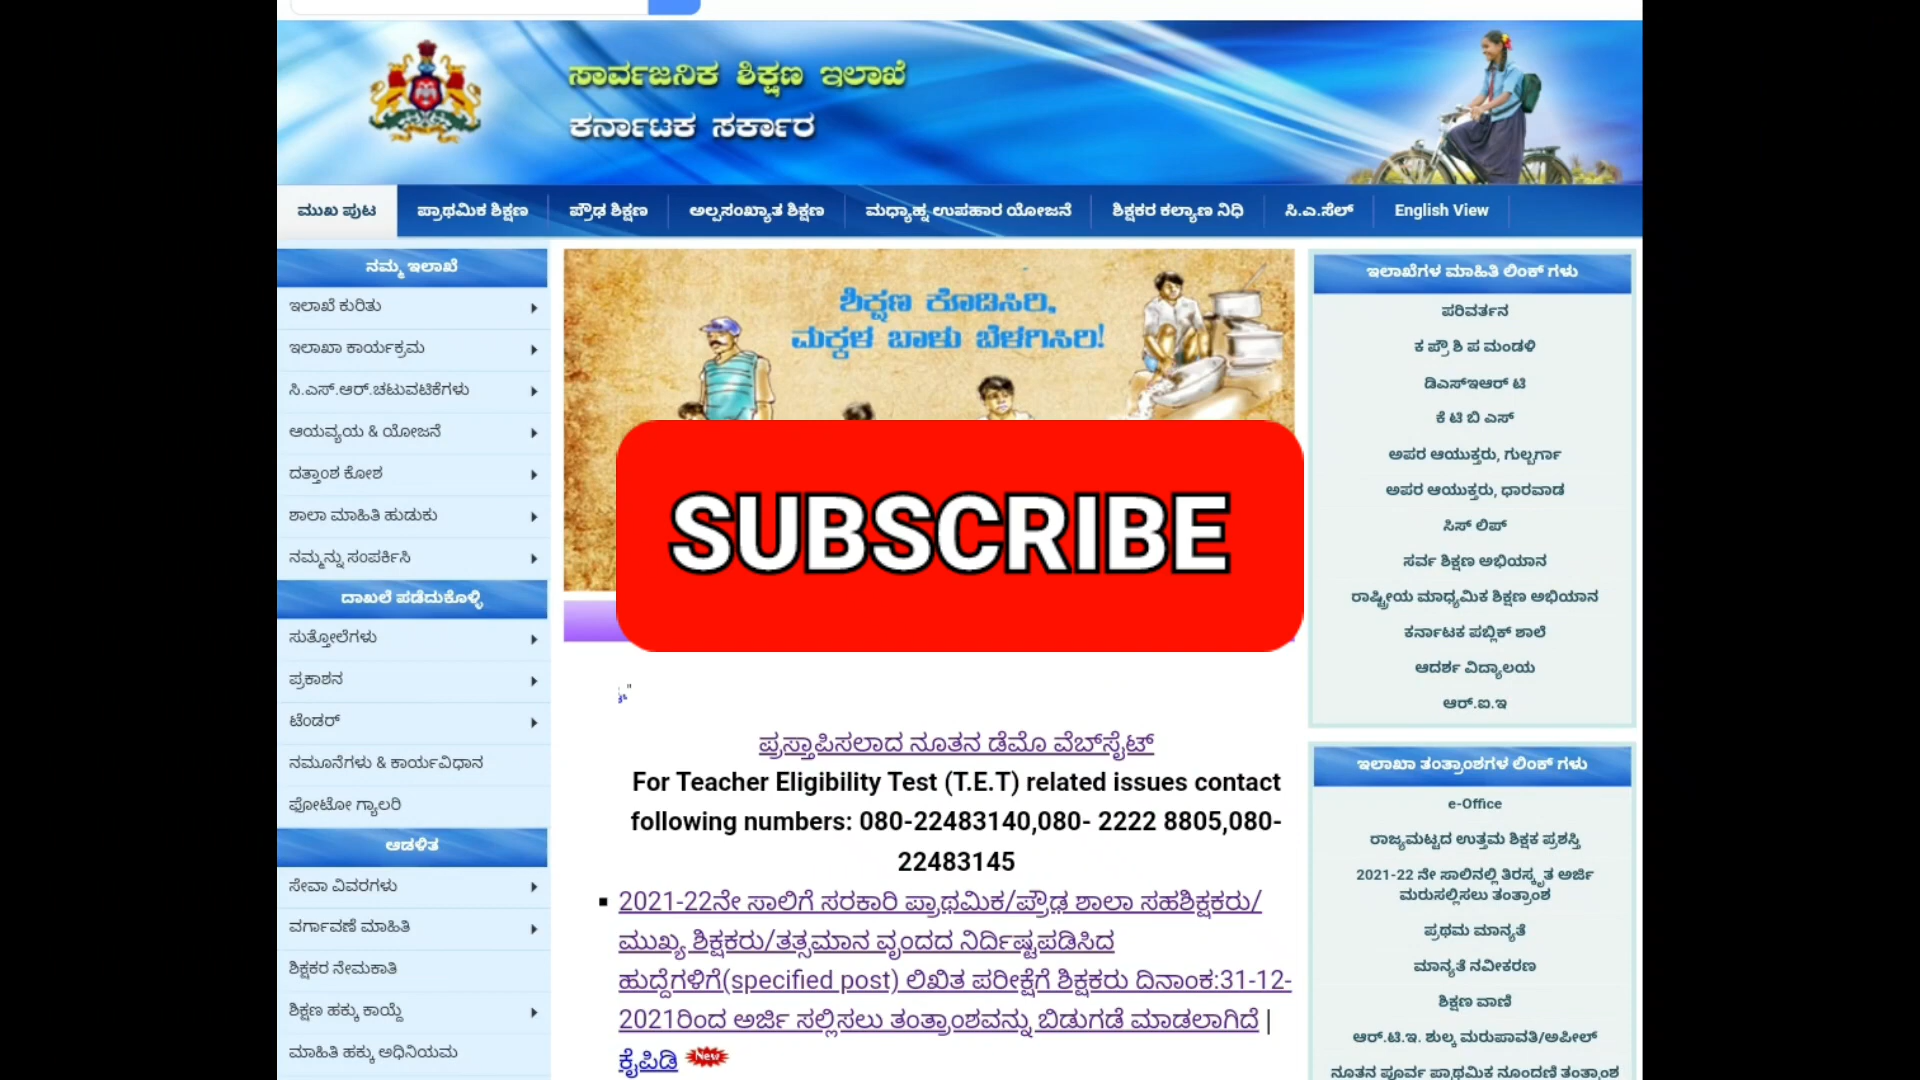 ಸಾರ್ವಜನಿಕ ಶಿಕ್ಷಣ ಇಲಾಖೆ
ಕರ್ನಾಟಕ ಸರ್ಕಾರ
ಮುಖ ಪುಟ
ಪ್ರಾಥಮಿಕ ಶಿಕ್ಷಣ
ಪ್ರೌಢ ಶಿಕ್ಷಣ
ಅಲ್ಪಸಂಖ್ಯಾತ ಶಿಕ್ಷಣ
ಮಧ್ಯಾಹ್ನ ಉಪಹಾರ ಯೋಜನೆ
ಶಿಕ್ಷಕರ ಕಲ್ಯಾಣ ನಿಧಿ
ಸಿ.ಎ.ಸೆಲ್
English View
ನಮ್ಮ ಇಲಾಖೆ
ಇಲಾಖೆ ಕುರಿತು
ಇಲಾಖಾ ಕಾರ್ಯಕ್ರಮ
ಸಿ.ಎಸ್.ಆರ್.ಚಟುವಟಿಕೆಗಳು
ಆಯವ್ಯಯ & ಯೋಜನೆ
ದತ್ತಾಂಶ ಕೋಶ
ಶಾಲಾ ಮಾಹಿತಿ ಹುಡುಕು
ನಮ್ಮನ್ನು ಸಂಪರ್ಕಿಸಿ
ದಾಖಲೆ ಪಡೆದುಕೊಳ್ಳಿ
ಸುತ್ತೋಲೆಗಳು
ಪ್ರಕಾಶನ
ಟೆಂಡರ್
ನಮೂನೆಗಳು & ಕಾರ್ಯವಿಧಾನ
ಫೋಟೋ ಗ್ಯಾಲರಿ
ಆಡಳಿತ
ಸೇವಾ ವಿವರಗಳು
ವರ್ಗಾವಣೆ ಮಾಹಿತಿ
ಶಿಕ್ಷಕರ ನೇಮಕಾತಿ
ಶಿಕ್ಷಣ ಹಕ್ಕು ಕಾಯ್ದೆ
ಮಾಹಿತಿ ಹಕ್ಕು ಅಧಿನಿಯಮ
ಶಿಕ್ಷಣ ಕೊಡಿಸಿರಿ,
ಮಕ್ಕಳ ಬಾಳು ಬೆಳಗಿಸಿರಿ!
SUBSCRIBE
ಪ್ರಸ್ತಾಪಿಸಲಾದ ನೂತನ ಡೆಮೊ ವೆಬ್‌ಸೈಟ್
For Teacher Eligibility Test (T.E.T) related issues contact
following numbers: 080-22483140,080- 2222 8805,080-
22483145
2021-22ನೇ ಸಾಲಿಗೆ ಸರಕಾರಿ ಪ್ರಾಥಮಿಕ/ಪ್ರೌಢ ಶಾಲಾ ಸಹಶಿಕ್ಷಕರು/
ಮುಖ್ಯ ಶಿಕ್ಷಕರು/ತತ್ಸಮಾನ ವೃಂದದ ನಿರ್ದಿಷ್ಟಪಡಿಸಿದ
ಹುದ್ದೆಗಳಿಗೆ(specified post) ಲಿಖಿತ ಪರೀಕ್ಷೆಗೆ ಶಿಕ್ಷಕರು ದಿನಾಂಕ:31-12-
2021ರಿಂದ ಅರ್ಜಿ ಸಲ್ಲಿಸಲು ತಂತ್ರಾಂಶವನ್ನು ಬಿಡುಗಡೆ ಮಾಡಲಾಗಿದೆ |
ಕೈಪಿಡಿ New
ಇಲಾಖೆಗಳ ಮಾಹಿತಿ ಲಿಂಕ್ ಗಳು
ಪರಿವರ್ತನ
ಕ ಪ್ರೌ ಶಿ ಪ ಮಂಡಳಿ
ಡಿಎಸ್ಇಆರ್ ಟಿ
ಕೆ ಟಿ ಬಿ ಎಸ್
ಅಪರ ಆಯುಕ್ತರು, ಗುಲ್ಬರ್ಗಾ
ಅಪರ ಆಯುಕ್ತರು, ಧಾರವಾಡ
ಸಿಸ್ ಲಿಪ್
ಸರ್ವ ಶಿಕ್ಷಣ ಅಭಿಯಾನ
ರಾಷ್ಟ್ರೀಯ ಮಾಧ್ಯಮಿಕ ಶಿಕ್ಷಣ ಅಭಿಯಾನ
ಕರ್ನಾಟಕ ಪಬ್ಲಿಕ್ ಶಾಲೆ
ಆದರ್ಶ ವಿದ್ಯಾಲಯ
ಆರ್.ಐ.ಇ
ಇಲಾಖಾ ತಂತ್ರಾಂಶಗಳ ಲಿಂಕ್ ಗಳು
e-Office
ರಾಜ್ಯಮಟ್ಟದ ಉತ್ತಮ ಶಿಕ್ಷಕ ಪ್ರಶಸ್ತಿ
2021-22 ನೇ ಸಾಲಿನಲ್ಲಿ ತಿರಸ್ಕೃತ ಅರ್ಜಿ
ಮರುಸಲ್ಲಿಸಲು ತಂತ್ರಾಂಶ
ಪ್ರಥಮ ಮಾನ್ಯತೆ
ಮಾನ್ಯತೆ ನವೀಕರಣ
ಶಿಕ್ಷಣ ವಾಣಿ
ಆರ್.ಟಿ.ಇ. ಶುಲ್ಕ ಮರುಪಾವತಿ/ಅಪೀಲ್
ನೂತನ ಪೂರ್ವ ಪ್ರಾಥಮಿಕ ನೊಂದಣಿ ತಂತ್ರಾಂಶ